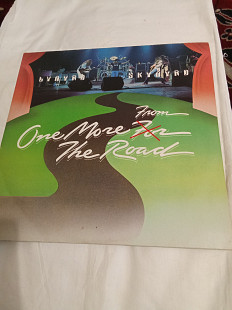 LYNYRD SKYNYRD
From
One More For
The Road